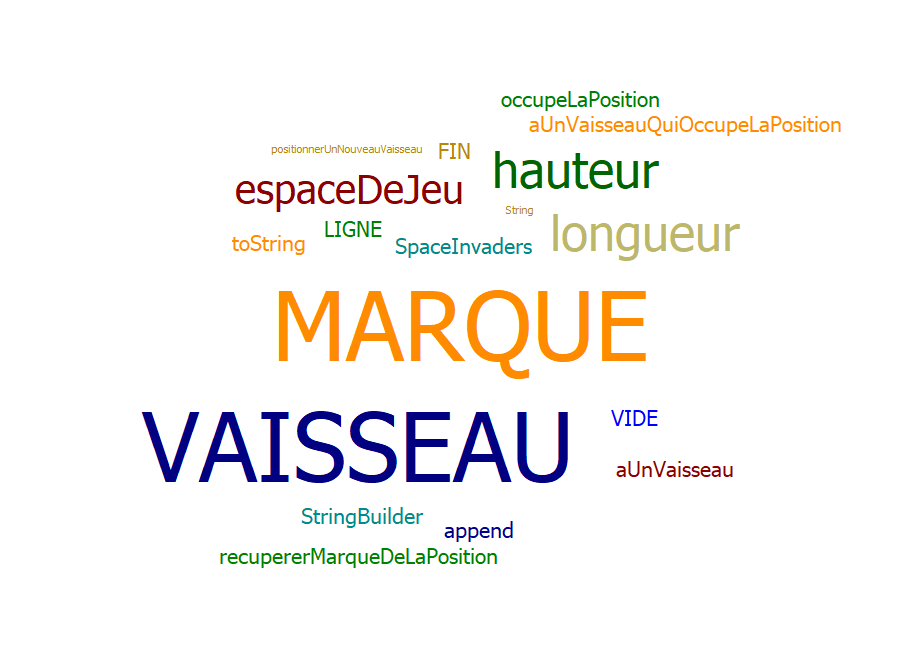 occupeLaPosition
aUnVaisseauQuiOccupeLaPosition
positionnerUnNouveauVaisseau FIN
hauteur
espaceDeJeu
String
LIGNE
longueur
toString
SpaceInvaders
MARQUE
VIDE
VAISSEAU
aUnVaisseau
StringBuilder
append
recupererMarqueDeLaPosition